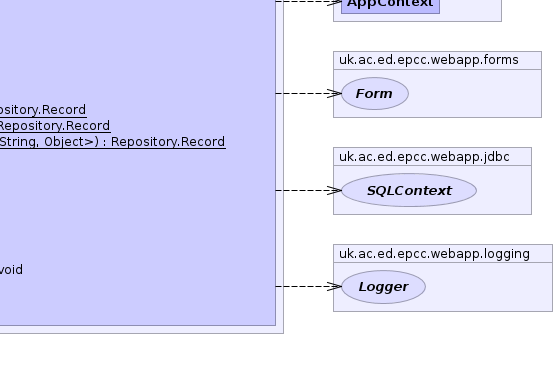 AppContext
uk.ac.ed.epcc.webapp.forms
Form
ository.Record
Repository.Record
String, Object>) : Repository.Record
uk.ac.ed.epcc.webapp.jdbc
SQLContext
uk.ac.ed.epcc.webapp.logging
void
Logger